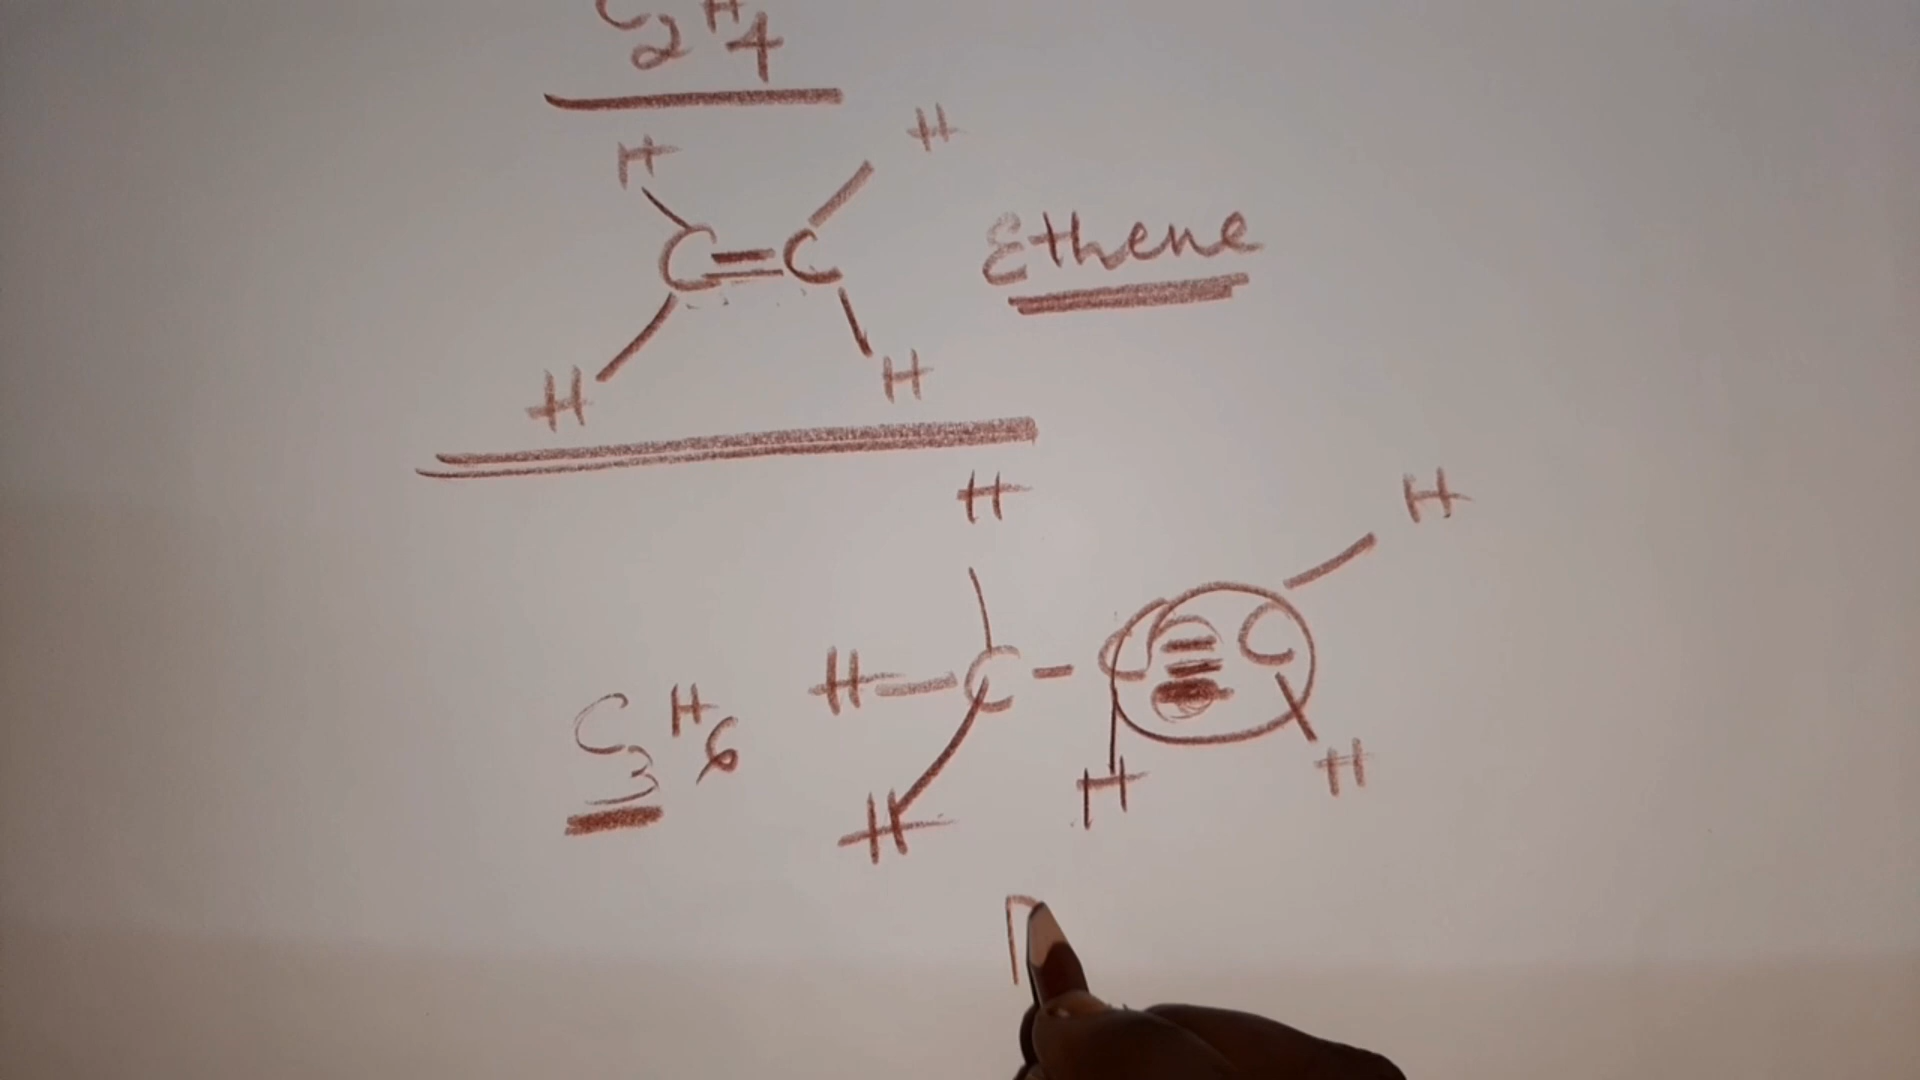 C2H4
H H
C=C Ethene
H H
H H
H-C-C≡C
C3H6
H H H